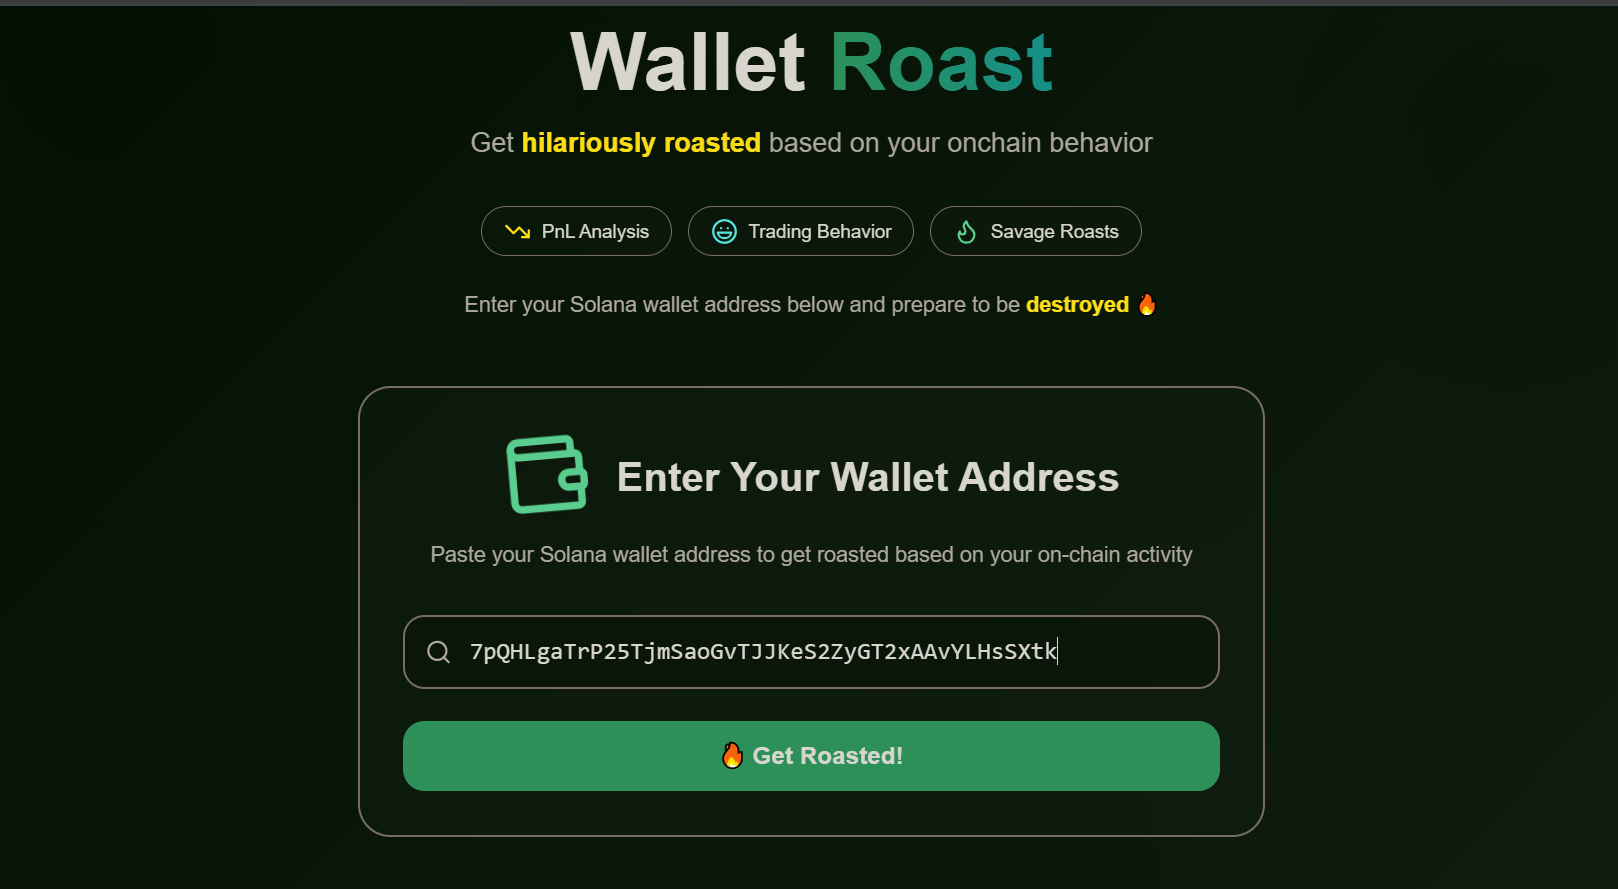 Wallet Roast
Get hilariously roasted based on your onchain behavior
PnL Analysis
Trading Behavior
Savage Roasts
Enter your Solana wallet address below and prepare to be destroyed 🔥
Enter Your Wallet Address
Paste your Solana wallet address to get roasted based on your on-chain activity
7pQHLgaTrP25TjmSaoGvTJJKeS2ZyGT2xAAvYLHsSXtk
🔥 Get Roasted!